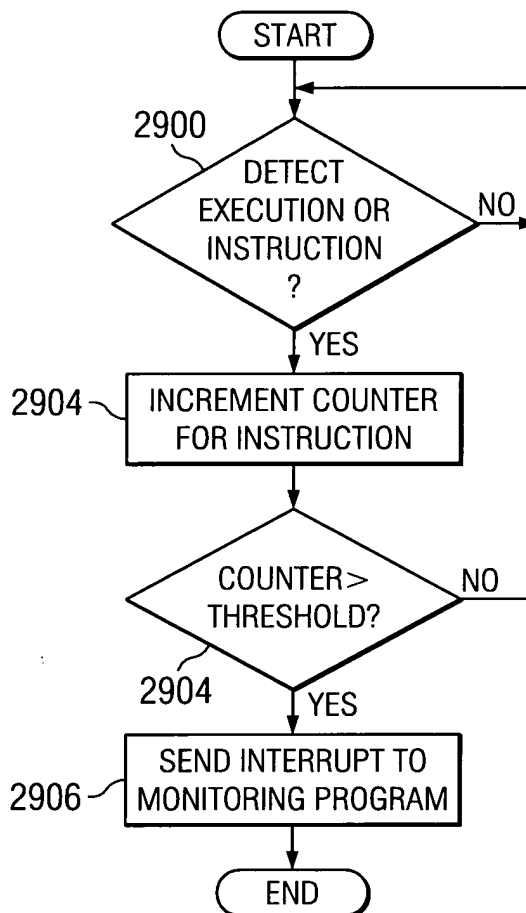 START
2900
DETECT
EXECUTION OR
INSTRUCTION
?
NO
YES
2904
INCREMENT COUNTER
FOR INSTRUCTION
COUNTER>
THRESHOLD?
NO
2904
YES
2906
SEND INTERRUPT TO
MONITORING PROGRAM
END